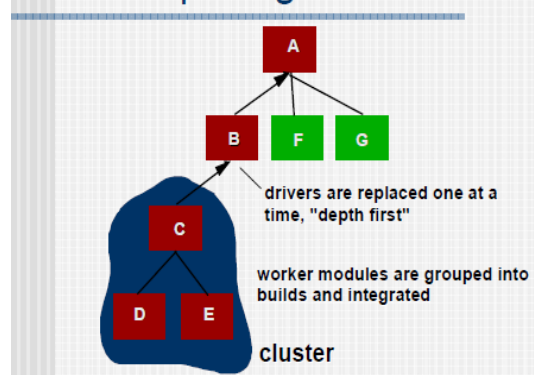 A
B
F
G
drivers are replaced one at a
time, "depth first"
C
worker modules are grouped into
builds and integrated
D
E
cluster